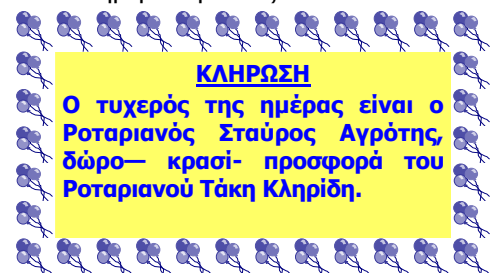 ΚΛΗΡΩΣΗ
Ο τυχερός της ημέρας είναι ο
Ροταριανός Σταύρος Αγρότης,
δώρο— κρασί- προσφορά του
Ροταριανού Τάκη Κληρίδη.